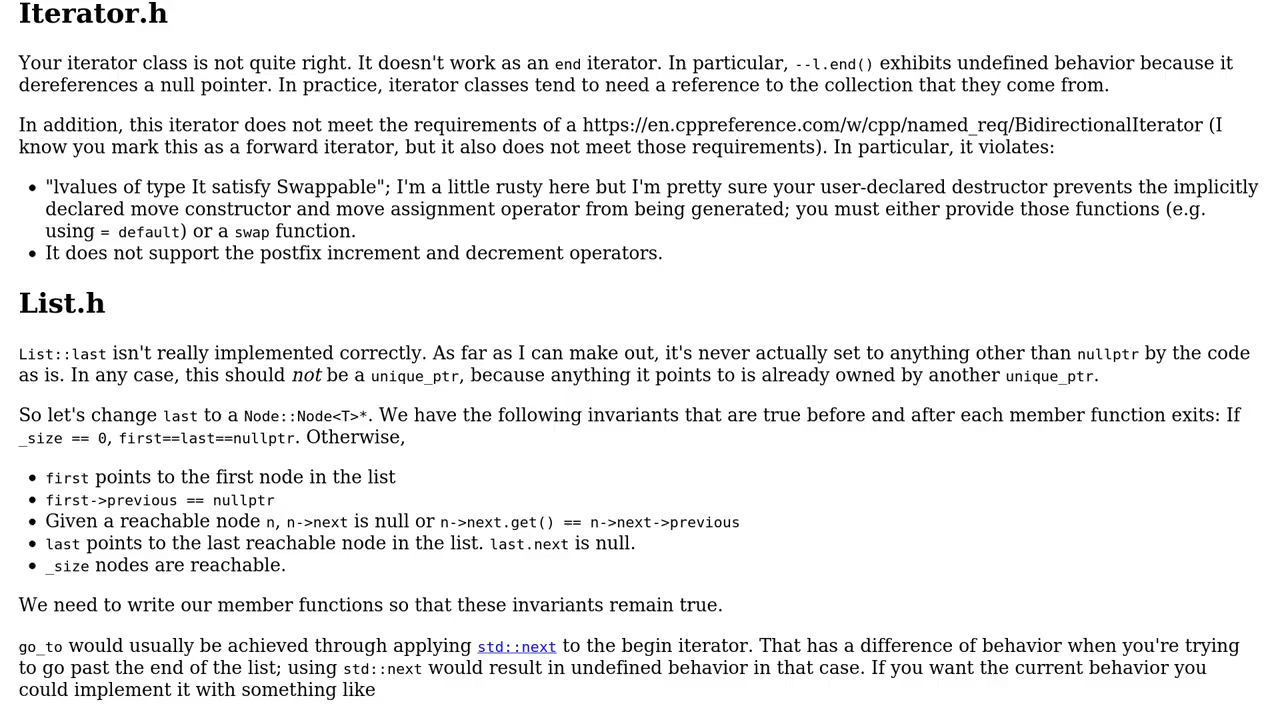 Iterator.h
Your iterator class is not quite right. It doesn't work as an end iterator. In particular, --l.end() exhibits undefined behavior because it
dereferences a null pointer. In practice, iterator classes tend to need a reference to the collection that they come from.
In addition, this iterator does not meet the requirements of a https://en.cppreference.com/w/cpp/named_req/BidirectionalIterator (I
know you mark this as a forward iterator, but it also does not meet those requirements). In particular, it violates:
• "lvalues of type It satisfy Swappable"; I'm a little rusty here but I'm pretty sure your user-declared destructor prevents the implicitly
declared move constructor and move assignment operator from being generated; you must either provide those functions (e.g.
using = default) or a swap function.
• It does not support the postfix increment and decrement operators.
List.h
List::last isn't really implemented correctly. As far as I can make out, it's never actually set to anything other than nullptr by the code
as is. In any case, this should not be a unique_ptr, because anything it points to is already owned by another unique_ptr.
So let's change last to a Node::Node<T>*. We have the following invariants that are true before and after each member function exits: If
_size == 0, first==last==nullptr. Otherwise,
• first points to the first node in the list
• first->previous == nullptr
• Given a reachable node n, n->next is null or n->next.get() == n->next->previous
• last points to the last reachable node in the list. last.next is null.
• _size nodes are reachable.
We need to write our member functions so that these invariants remain true.
go_to would usually be achieved through applying std::next to the begin iterator. That has a difference of behavior when you're trying
to go past the end of the list; using std::next would result in undefined behavior in that case. If you want the current behavior you
could implement it with something like